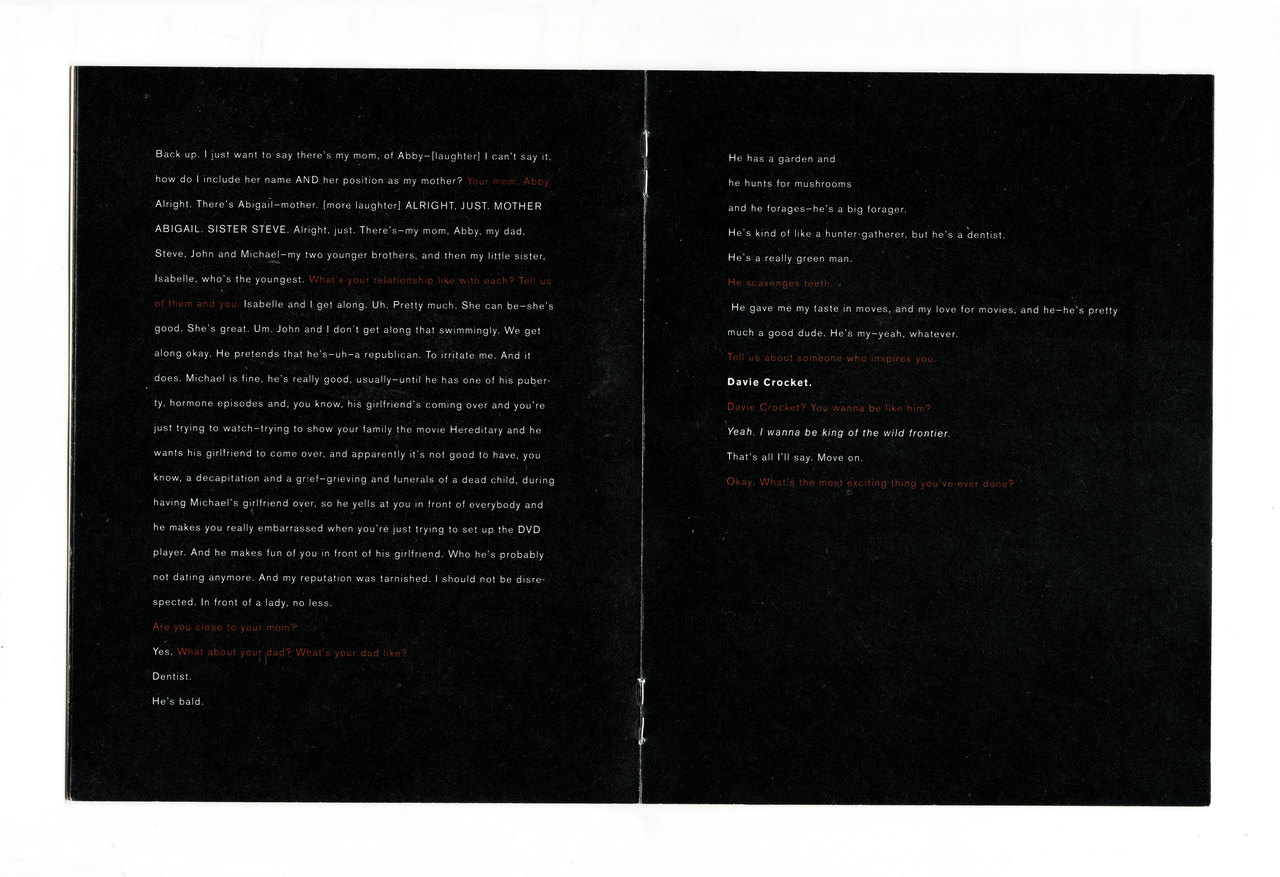 Back up. I just want to say there's my mom, of Abby–[laughter] I can't say it,
how do I include her name AND her position as my mother? Your mom, Abby.
Alright. There's Abigail–mother. [more laughter] ALRIGHT, JUST. MOTHER
ABIGAIL. SISTER STEVE. Alright, just. There's–my mom, Abby, my dad,
Steve, John and Michael–my two younger brothers, and then my little sister,
Isabelle, who's the youngest. What's your relationship like with each? Tell us
of them and you. Isabelle and I get along. Uh. Pretty much. She can be–she's
good. She's great. Um. John and I don't get along that swimmingly. We get
along okay. He pretends that he's–uh–a republican. To irritate me. And it
does. Michael is fine, he's really good, usually–until he has one of his puber-
ty, hormone episodes and, you know, his girlfriend's coming over and you're
just trying to watch–trying to show your family the movie Hereditary and he
wants his girlfriend to come over, and apparently it's not good to have, you
know, a decapitation and a grief–grieving and funerals of a dead child, during
having Michael's girlfriend over, so he yells at you in front of everybody and
he makes you really embarrassed when you're just trying to set up the DVD
player. And he makes fun of you in front of his girlfriend. Who he's probably
not dating anymore. And my reputation was tarnished. I should not be disre-
spected. In front of a lady, no less.
Are you close to your mom?
Yes. What about your dad? What's your dad like?
Dentist.
He's bald.
He has a garden and
he hunts for mushrooms
and he forages–he's a big forager.
He's kind of like a hunter-gatherer, but he's a dentist.
He's a really green man.
He scavenges teeth.
He gave me my taste in moves, and my love for movies, and he–he's pretty
much a good dude. He's my–yeah, whatever.
Tell us about someone who inspires you.
Davie Crocket.
Davie Crocket? You wanna be like him?
Yeah. I wanna be king of the wild frontier.
That's all I'll say. Move on.
Okay. What's the most exciting thing you've ever done?